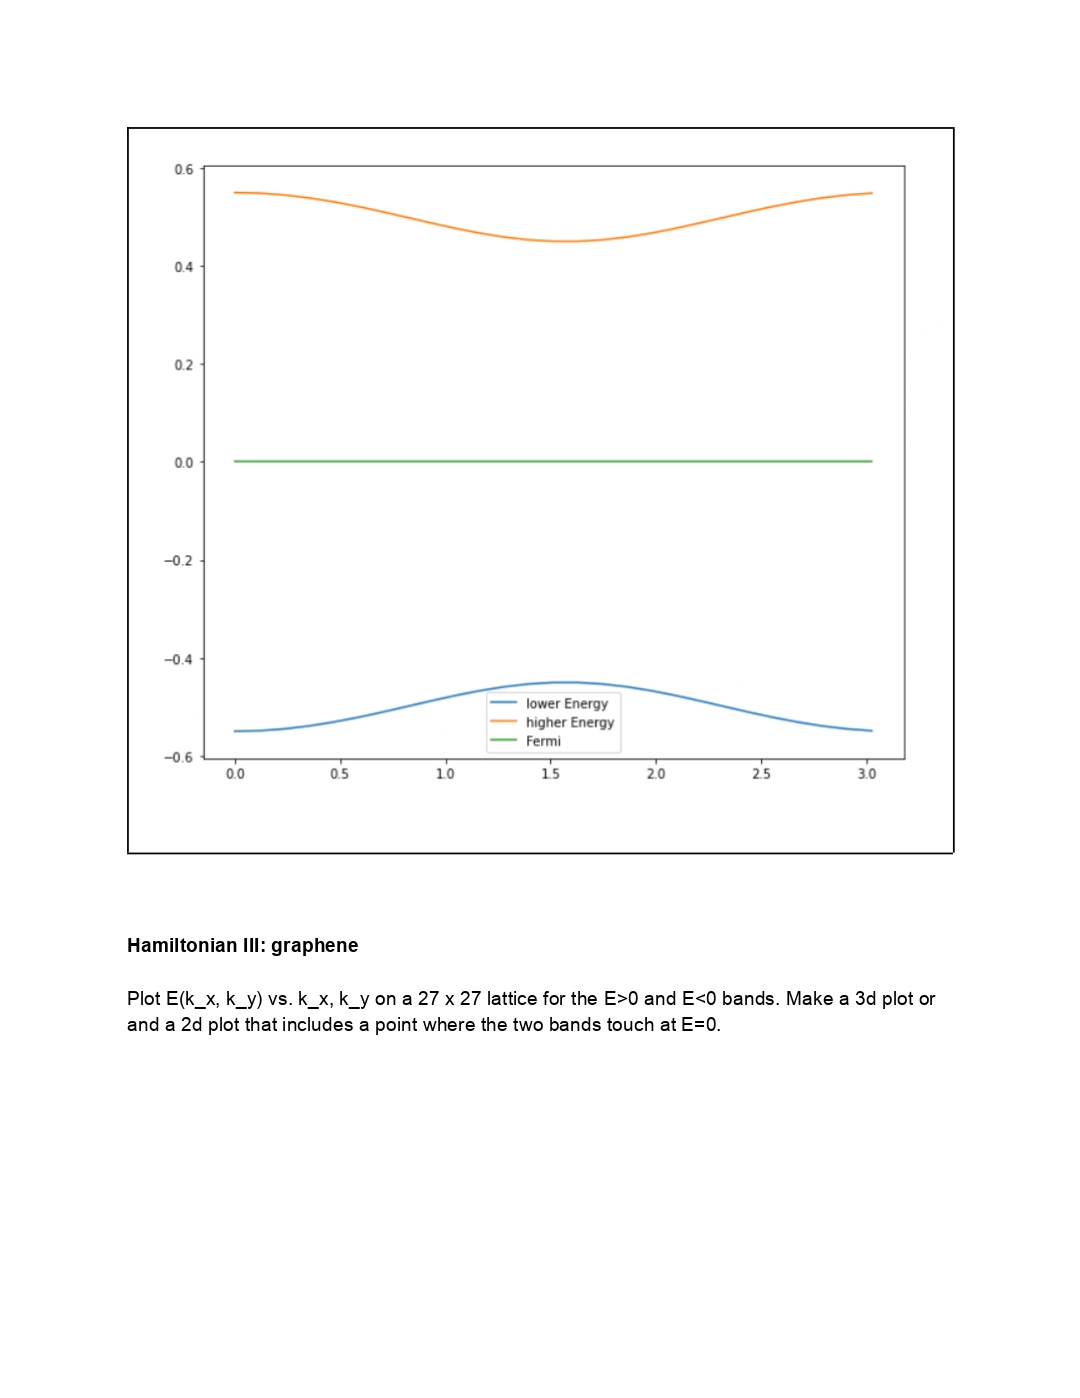 0.6
0.4
0.2
0.0
−0.2
−0.4
−0.6
lower Energy
higher Energy
Fermi
0.0 0.5 1.0 1.5 2.0 2.5 3.0
Hamiltonian III: graphene
Plot E(k_x, k_y) vs. k_x, k_y on a 27 x 27 lattice for the E>0 and E<0 bands. Make a 3d plot or
and a 2d plot that includes a point where the two bands touch at E=0.